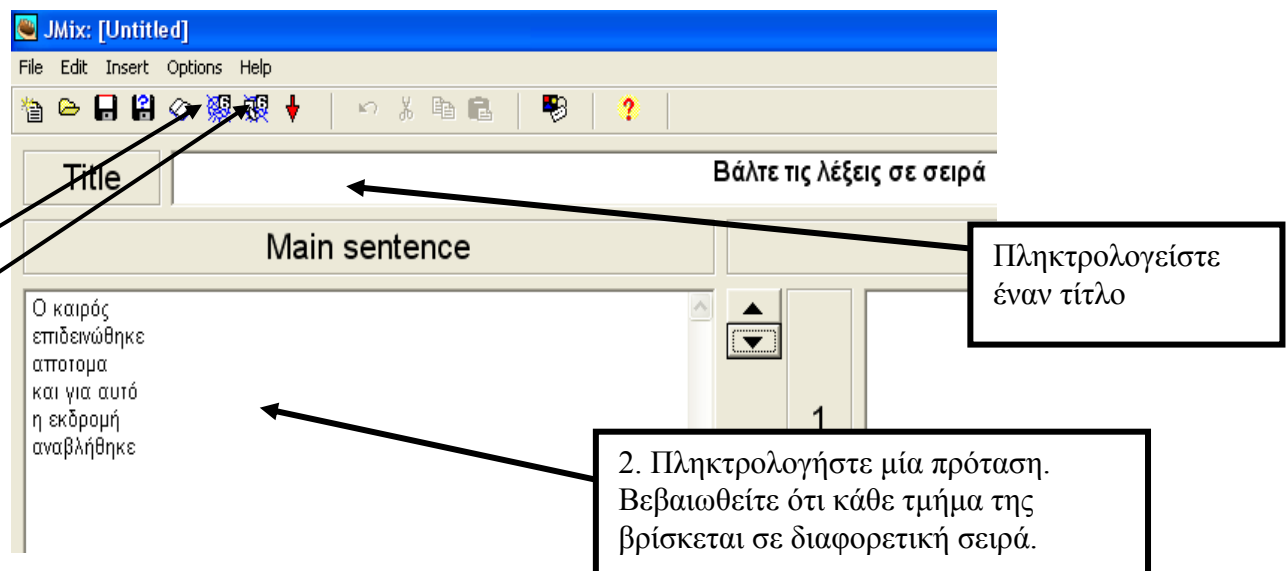 JMix: [Untitled]
File Edit Insert Options Help
Title
Βάλτε τις λέξεις σε σειρά
Main sentence
Πληκτρολογείστε
έναν τίτλο
Ο καιρός
επιδεινώθηκε
αποτομα
και για αυτό
η εκδρομή
αναβλήθηκε
1
2. Πληκτρολογήστε μία πρόταση.
Βεβαιωθείτε ότι κάθε τμήμα της
βρίσκεται σε διαφορετική σειρά.